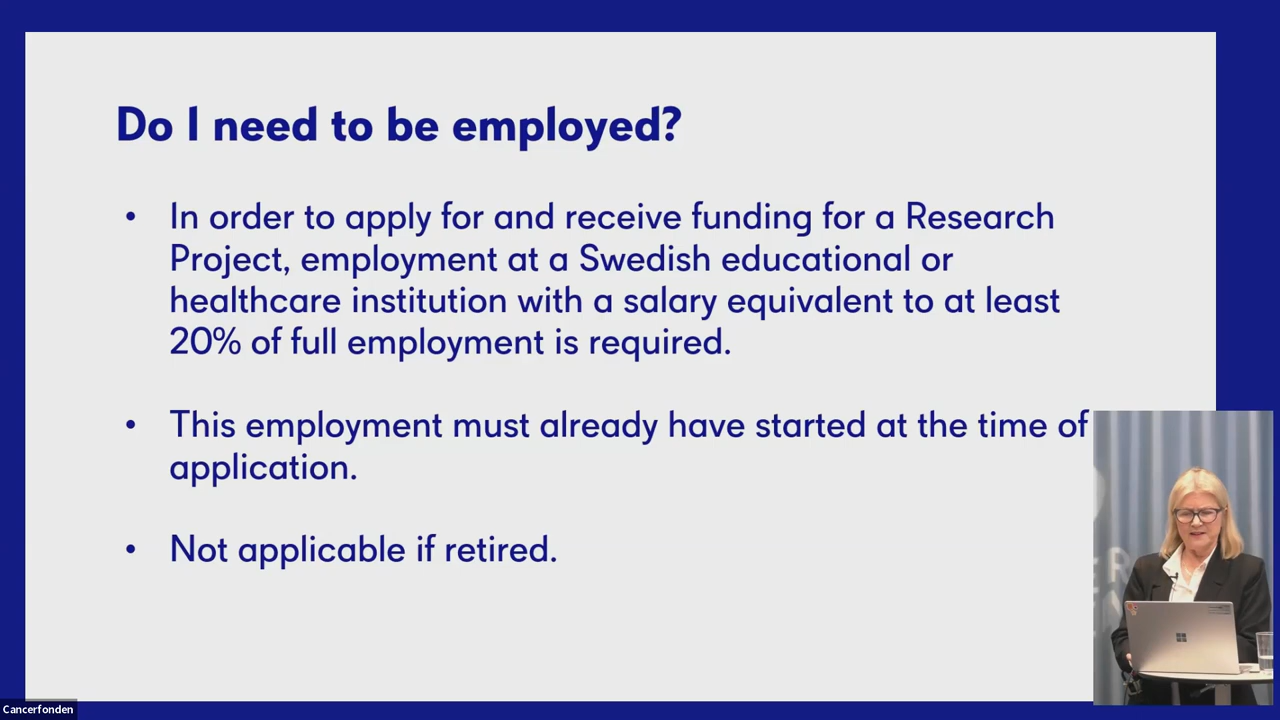 Do I need to be employed?
• In order to apply for and receive funding for a Research
Project, employment at a Swedish educational or
healthcare institution with a salary equivalent to at least
20% of full employment is required.
• This employment must already have started at the time of
application.
• Not applicable if retired.
Cancerfonden